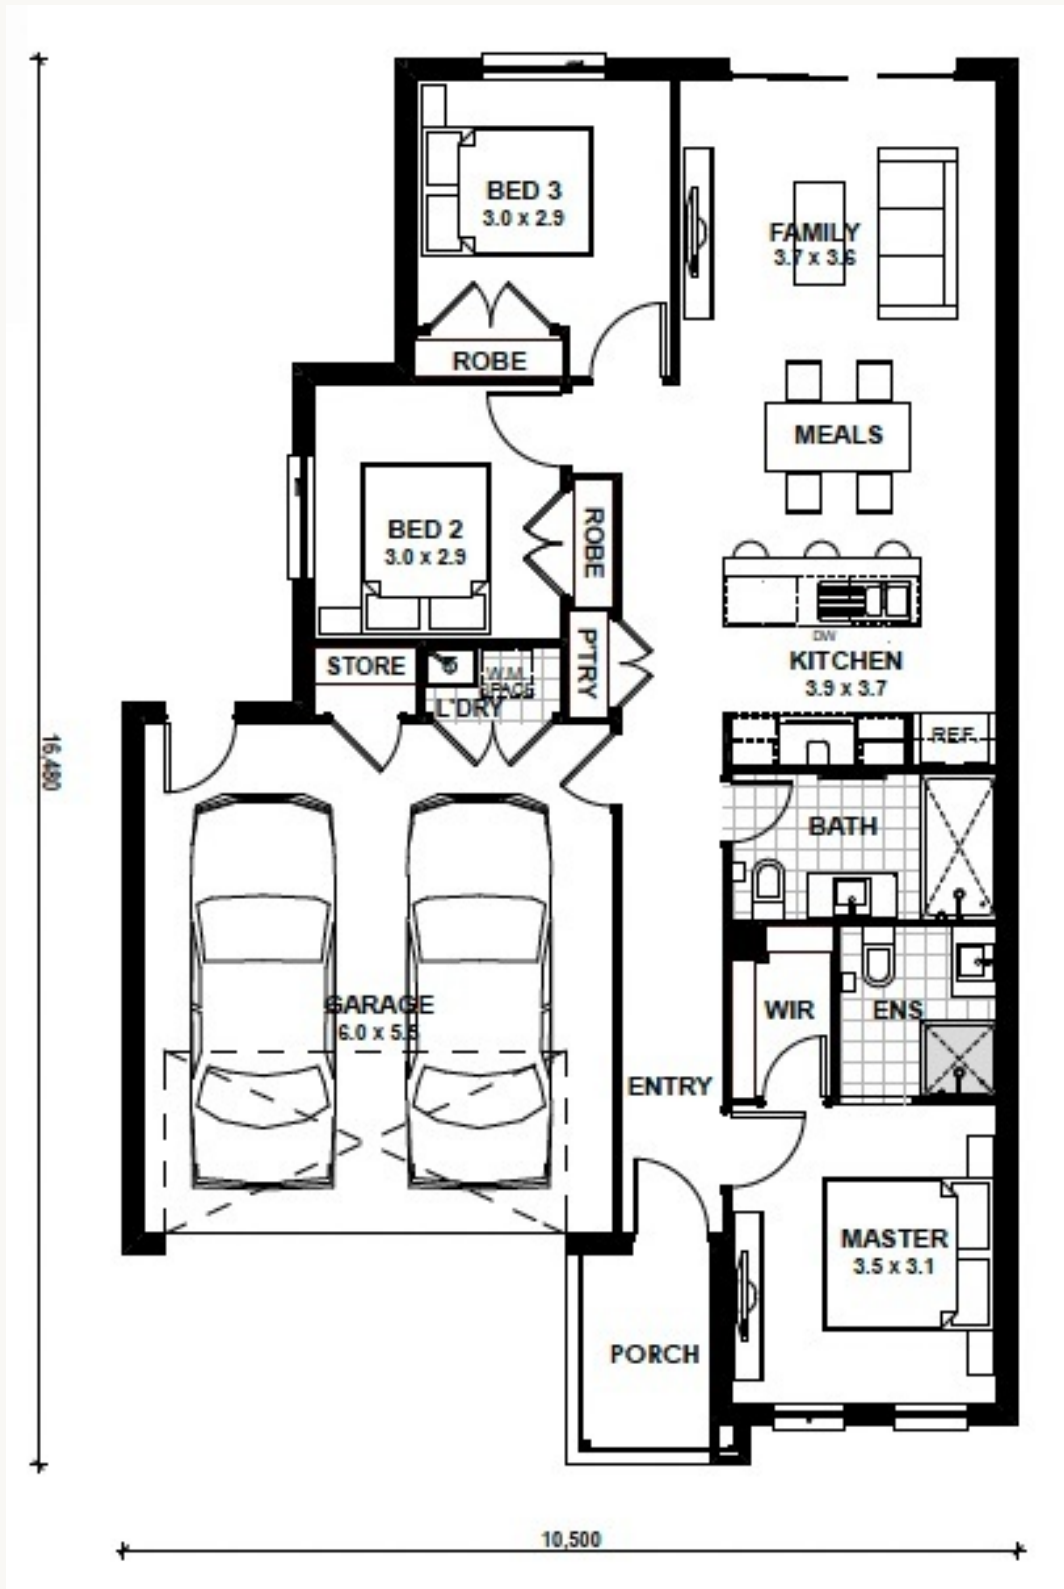 BED 3
3.0 x 2.9
FAMILY
3.7 x 3.6
ROBE
MEALS
BED 2
3.0 x 2.9
ROBE
DW
KITCHEN
3.9 x 3.7
P'TRY
STORE
W.M.
SPACE
L'DRY
REF.
16,480
BATH
GARAGE
6.0 x 5.5
WIR
ENS
ENTRY
MASTER
3.5 x 3.1
PORCH
10,500